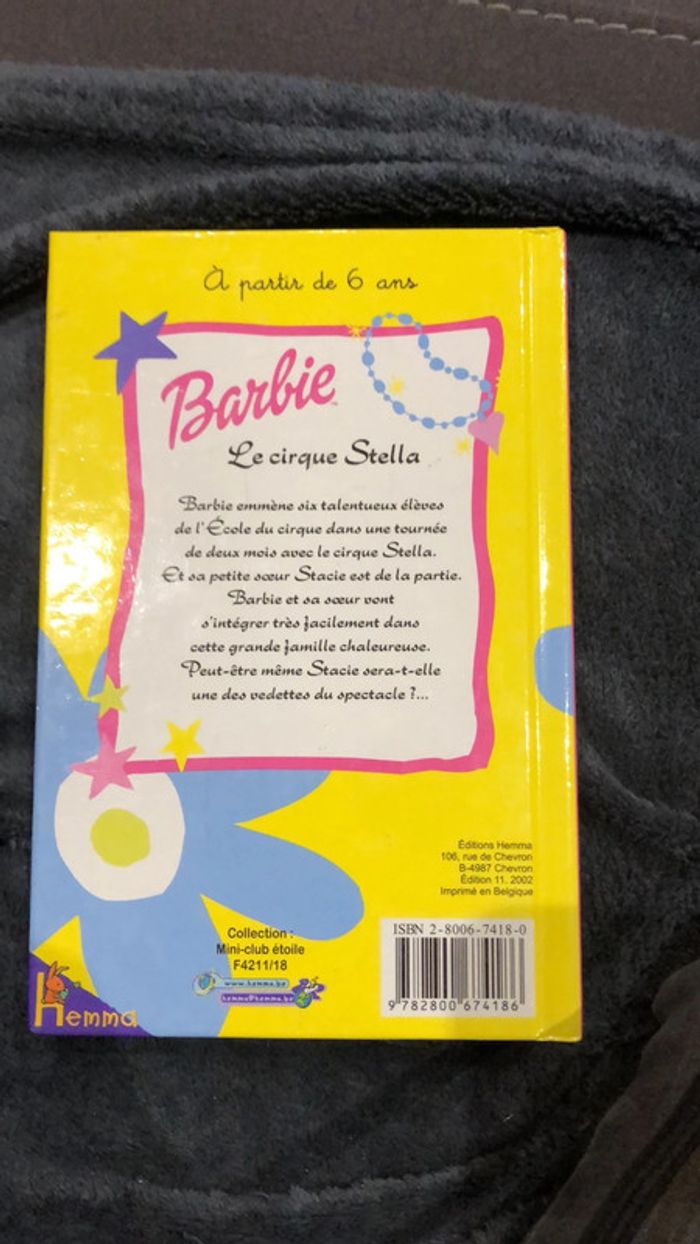 À partir de 6 ans
Barbie™
Le cirque Stella
Barbie emmène six talentueux élèves
de l'École du cirque dans une tournée
de deux mois avec le cirque Stella.
Et sa petite sœur Stacie est de la partie.
Barbie et sa sœur vont
s'intégrer très facilement dans
cette grande famille chaleureuse.
Peut-être même Stacie sera-t-elle
une des vedettes du spectacle ?...
Éditions Hemma
106, rue de Chevron
B-4987 Chevron
Édition 11. 2002
Imprimé en Belgique
Collection :
Mini-club étoile
F4211/18
www.hemma.be
hemma@hemma.be
hemma
ISBN 2-8006-7418-0
9 782800 674186